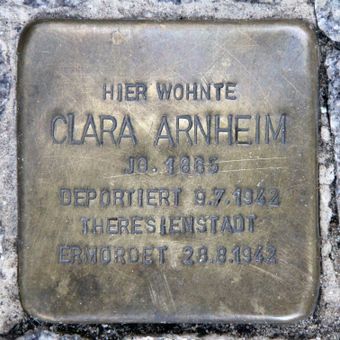 HIER WOHNTE
CLARA ARNHEIM
JG. 1865
DEPORTIERT 9.7.1942
THERESIENSTADT
ERMORDET 28.8.1942